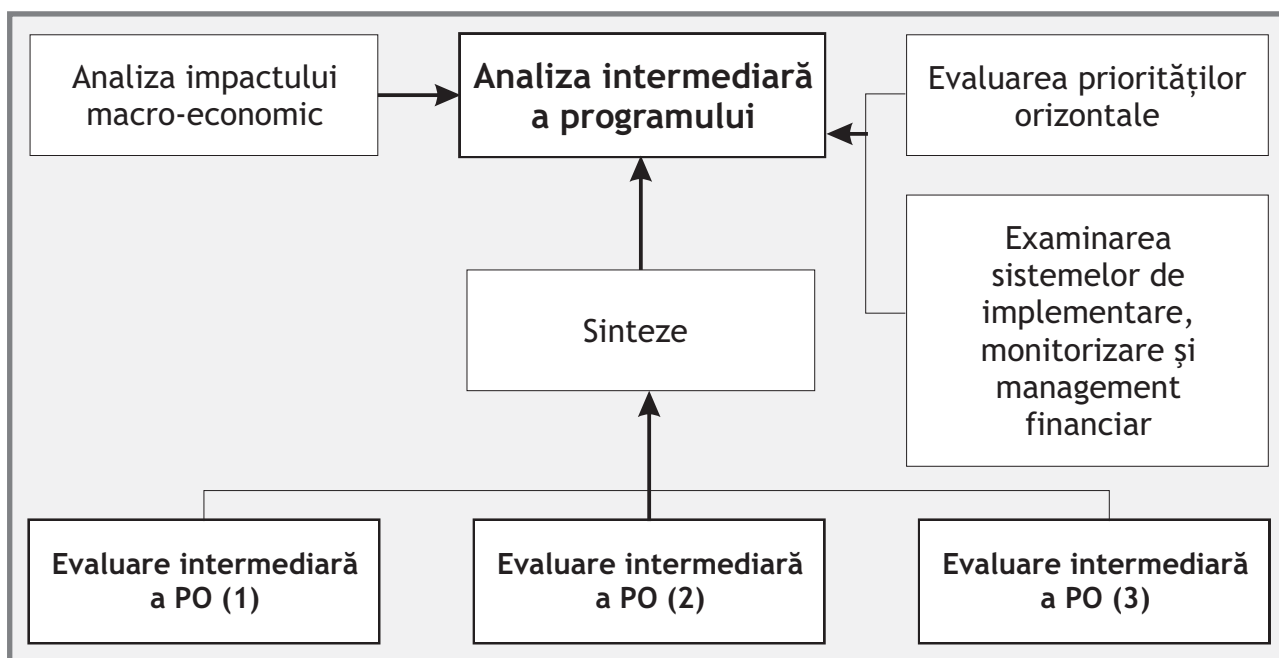 Analiza impactului
macro-economic
Analiza intermediară
a programului
Evaluarea priorităților
orizontale
Examinarea
sistemelor de
implementare,
monitorizare şi
management
financiar
Sinteze
Evaluare intermediară
a PO (1)
Evaluare intermediară
a PO (2)
Evaluare intermediară
a PO (3)